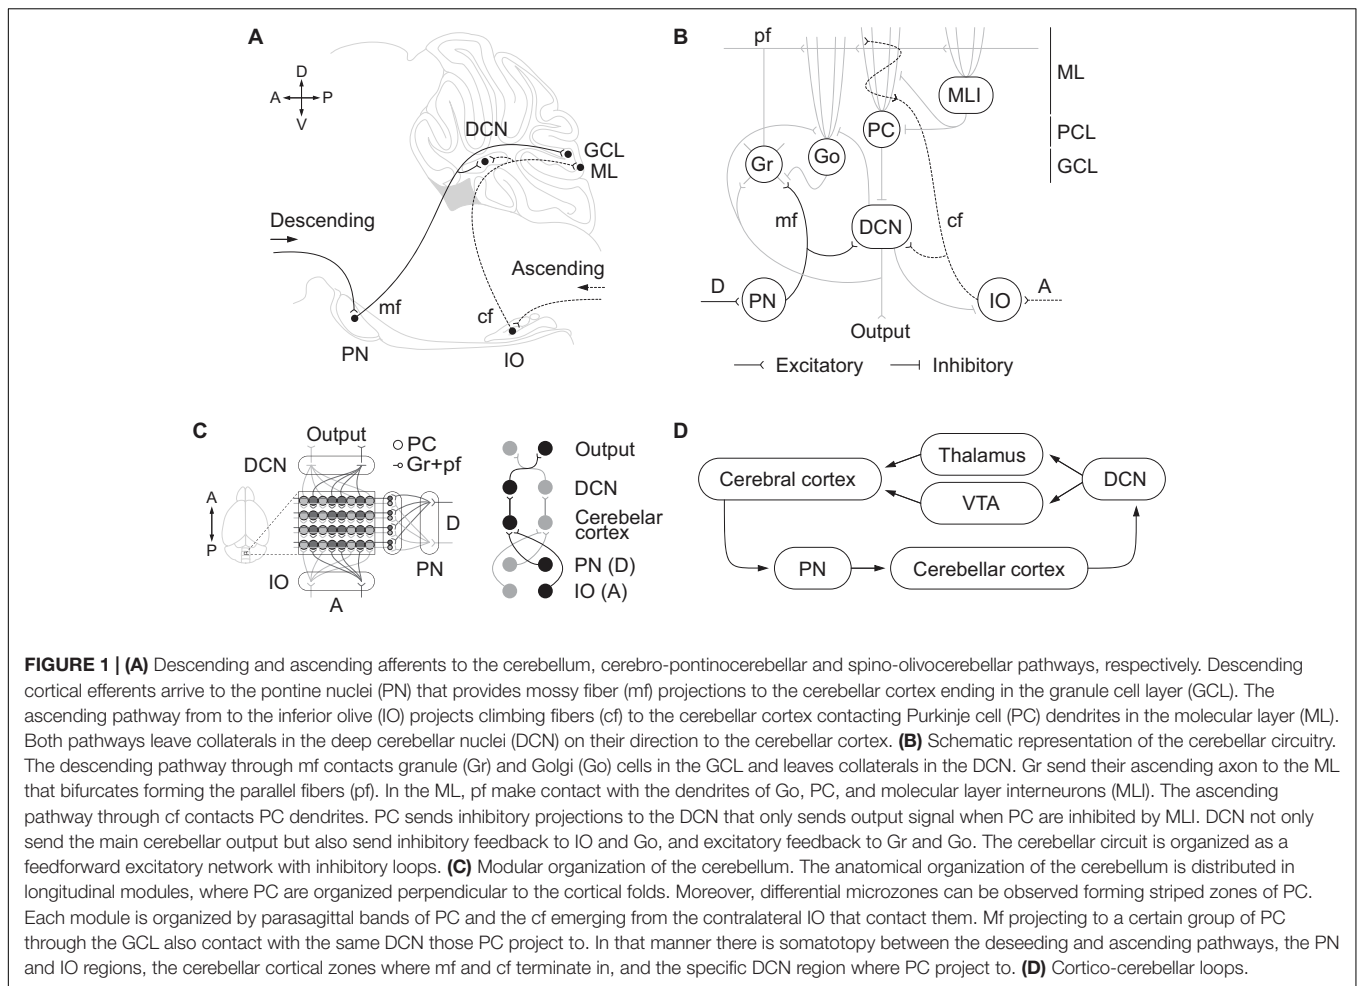 A
D
A P
V
DCN
GCL
ML
Descending
Ascending
mf
cf
PN
IO
B
pf
ML
MLI
PC
PCL
Go
Gr
GCL
mf
DCN
cf
D
PN
IO
A
Output
Excitatory
Inhibitory
C
Output
PC
DCN
Gr+pf
A
P
D
IO
PN
A
Output
DCN
Cerebelar
cortex
PN (D)
IO (A)
D
Thalamus
Cerebral cortex
DCN
VTA
PN
Cerebellar cortex
FIGURE 1 | (A) Descending and ascending afferents to the cerebellum, cerebro-pontinocerebellar and spino-olivocerebellar pathways, respectively. Descending
cortical efferents arrive to the pontine nuclei (PN) that provides mossy fiber (mf) projections to the cerebellar cortex ending in the granule cell layer (GCL). The
ascending pathway from to the inferior olive (IO) projects climbing fibers (cf) to the cerebellar cortex contacting Purkinje cell (PC) dendrites in the molecular layer (ML).
Both pathways leave collaterals in the deep cerebellar nuclei (DCN) on their direction to the cerebellar cortex. (B) Schematic representation of the cerebellar circuitry.
The descending pathway through mf contacts granule (Gr) and Golgi (Go) cells in the GCL and leaves collaterals in the DCN. Gr send their ascending axon to the ML
that bifurcates forming the parallel fibers (pf). In the ML, pf make contact with the dendrites of Go, PC, and molecular layer interneurons (MLI). The ascending
pathway through cf contacts PC dendrites. PC sends inhibitory projections to the DCN that only sends output signal when PC are inhibited by MLI. DCN not only
send the main cerebellar output but also send inhibitory feedback to IO and Go, and excitatory feedback to Gr and Go. The cerebellar circuit is organized as a
feedforward excitatory network with inhibitory loops. (C) Modular organization of the cerebellum. The anatomical organization of the cerebellum is distributed in
longitudinal modules, where PC are organized perpendicular to the cortical folds. Moreover, differential microzones can be observed forming striped zones of PC.
Each module is organized by parasagittal bands of PC and the cf emerging from the contralateral IO that contact them. Mf projecting to a certain group of PC
through the GCL also contact with the same DCN those PC project to. In that manner there is somatotopy between the deseeding and ascending pathways, the PN
and IO regions, the cerebellar cortical zones where mf and cf terminate in, and the specific DCN region where PC project to. (D) Cortico-cerebellar loops.